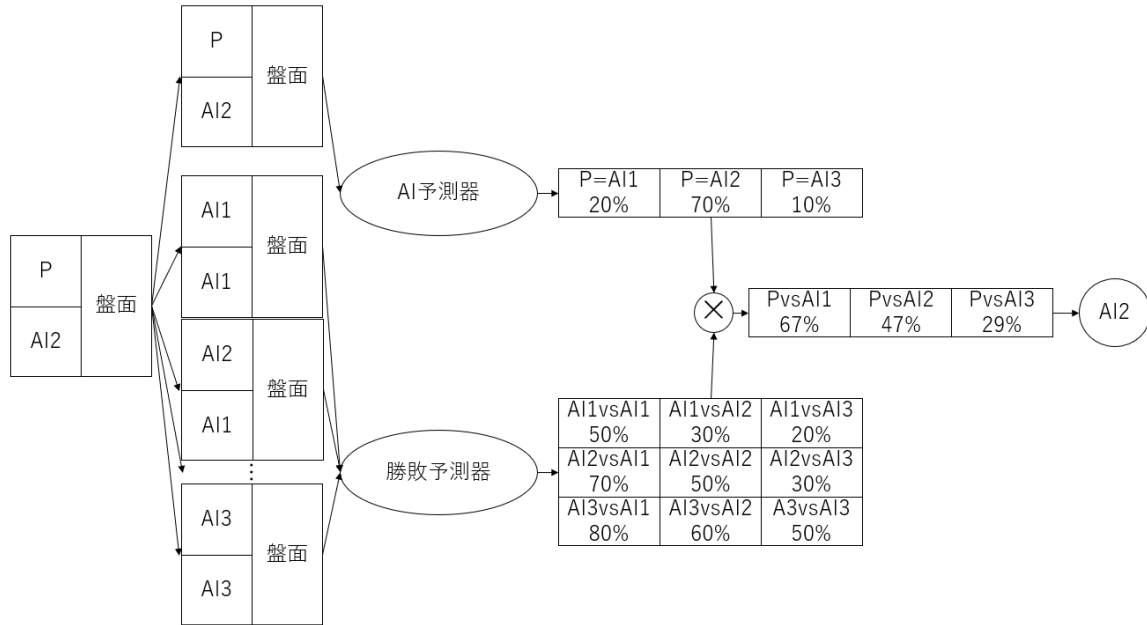 P
AI2
盤面
P
AI2
盤面
AI1
AI1
盤面
AI2
AI1
盤面
⋮
AI3
AI3
盤面
AI予測器
勝敗予測器
P=AI1
20%
P=AI2
70%
P=AI3
10%
×
AI1vsAI1
50%
AI1vsAI2
30%
AI1vsAI3
20%
AI2vsAI1
70%
AI2vsAI2
50%
AI2vsAI3
30%
AI3vsAI1
80%
AI3vsAI2
60%
A3vsAI3
50%
PvsAI1
67%
PvsAI2
47%
PvsAI3
29%
AI2